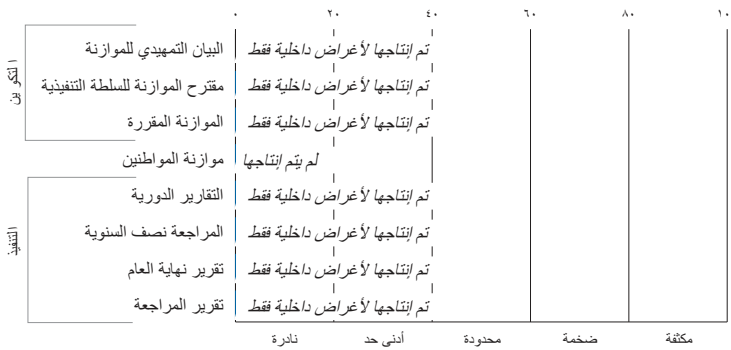 ٠ ٢٠ ٤٠ ٦٠ ٨٠ ١٠
التكوين
البيان التمهيدي للموازنة تم إنتاجها لأغراض داخلية فقط
مقترح الموازنة للسلطة التنفيذية تم إنتاجها لأغراض داخلية فقط
الموازنة المقررة تم إنتاجها لأغراض داخلية فقط
موازنة المواطنين لم يتم إنتاجها
التنفيذ
التقارير الدورية تم إنتاجها لأغراض داخلية فقط
المراجعة نصف السنوية تم إنتاجها لأغراض داخلية فقط
تقرير نهاية العام تم إنتاجها لأغراض داخلية فقط
تقرير المراجعة تم إنتاجها لأغراض داخلية فقط
نادرة أدنى حد محدودة ضخمة مكثفة